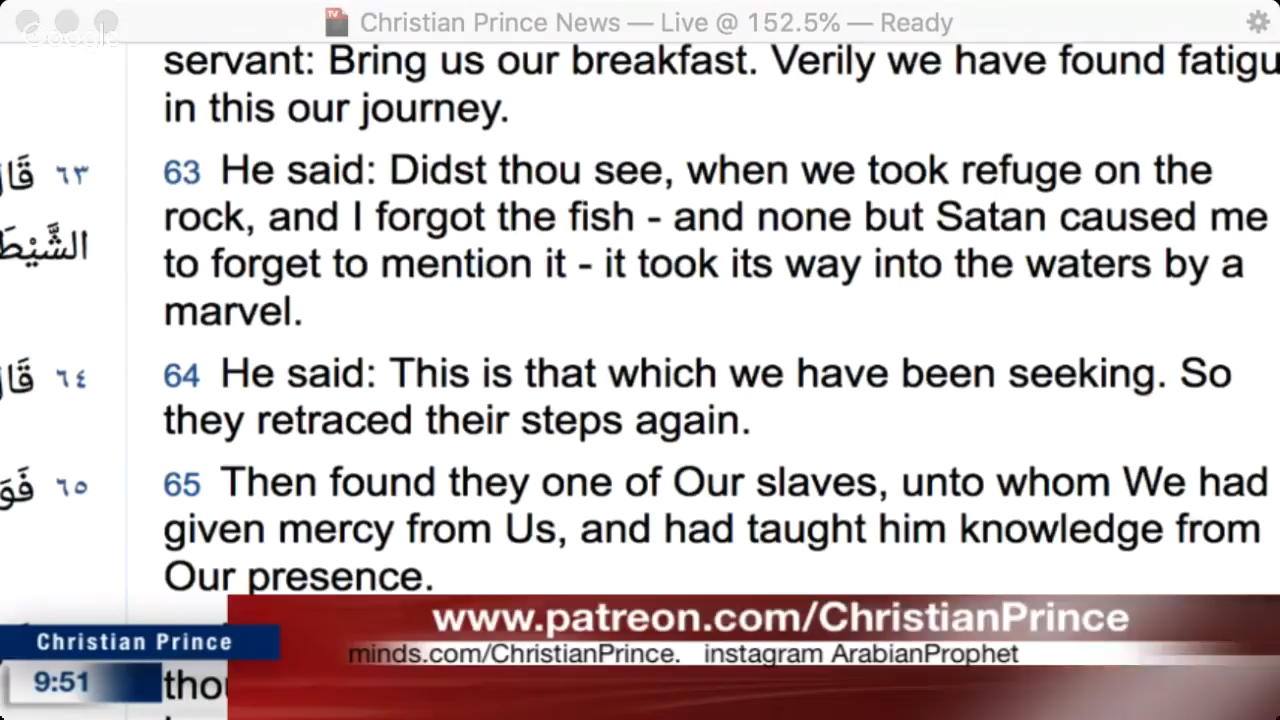 Christian Prince News — Live @ 152.5% — Ready
Google
servant: Bring us our breakfast. Verily we have found fatigu
in this our journey.
٦٣ قَا
63 He said: Didst thou see, when we took refuge on the
rock, and I forgot the fish - and none but Satan caused me
الشَّيْطَ
to forget to mention it - it took its way into the waters by a
marvel.
٦٤ قَا
64 He said: This is that which we have been seeking. So
they retraced their steps again.
٦٥ فَوَ
65 Then found they one of Our slaves, unto whom We had
given mercy from Us, and had taught him knowledge from
Our presence.
www.patreon.com/ChristianPrince
Christian Prince
minds.com/ChristianPrince. instagram ArabianProphet
9:51
thou